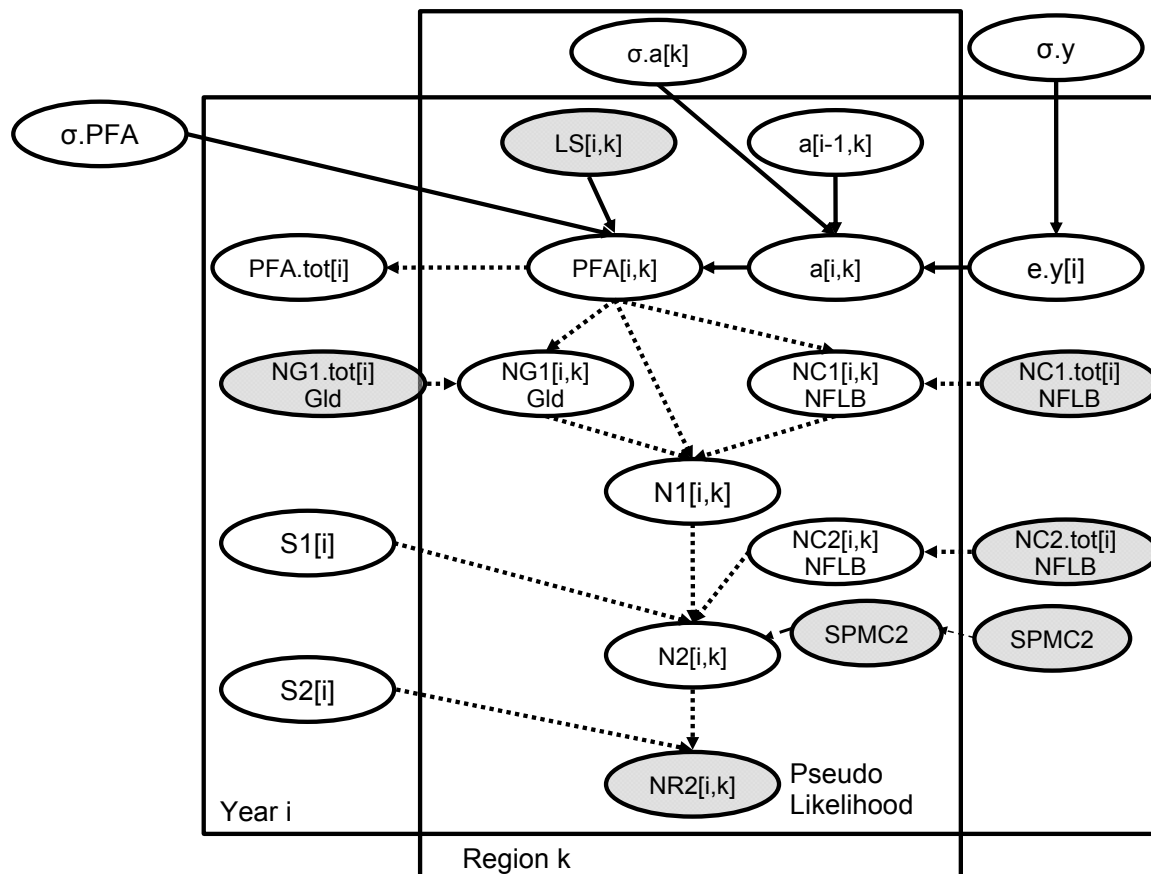 σ.a[k]
σ.y
σ.PFA
LS[i,k]
a[i-1,k]
PFA.tot[i]
PFA[i,k]
a[i,k]
e.y[i]
NG1.tot[i]
Gld
NG1[i,k]
Gld
NC1[i,k]
NFLB
NC1.tot[i]
NFLB
N1[i,k]
S1[i]
NC2[i,k]
NFLB
NC2.tot[i]
NFLB
SPMC2
SPMC2
N2[i,k]
S2[i]
NR2[i,k]
Pseudo
Likelihood
Year i
Region k